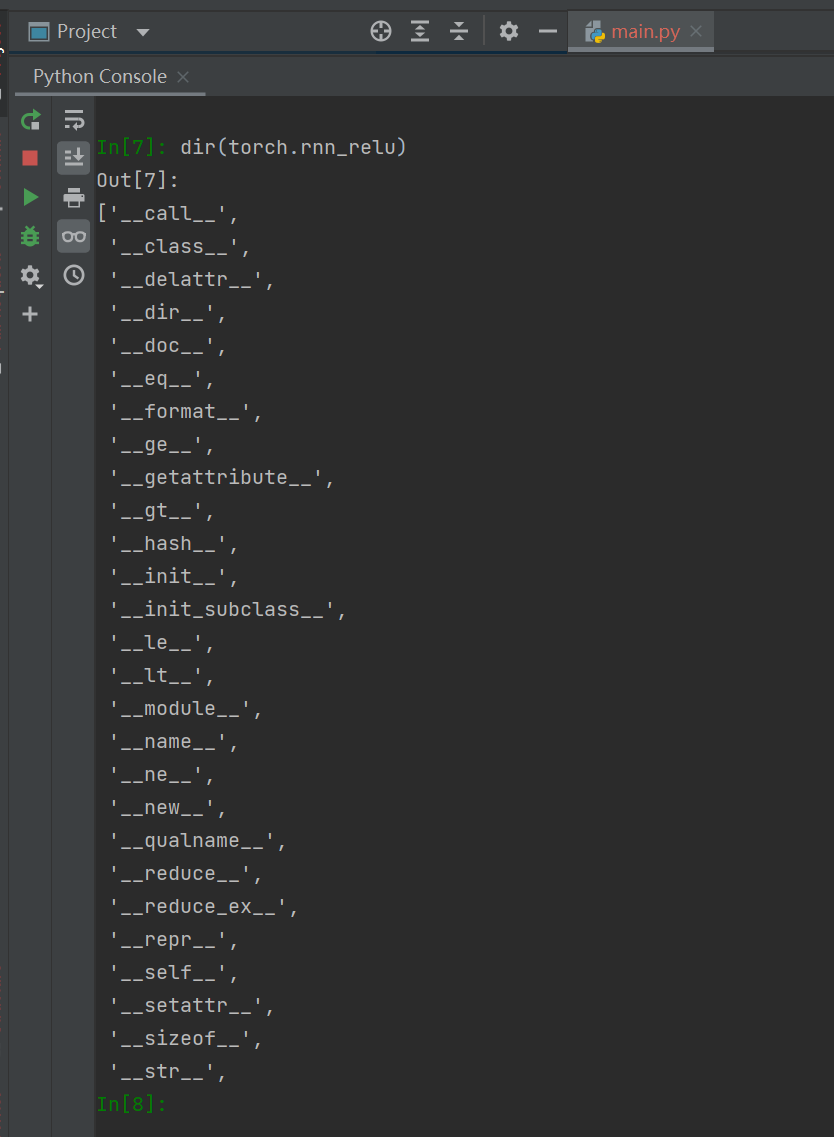 Project
main.py
Python Console
In[7]: dir(torch.rnn_relu)
Out[7]:
['__call__',
'__class__',
'__delattr__',
'__dir__',
'__doc__',
'__eq__',
'__format__',
'__ge__',
'__getattribute__',
'__gt__',
'__hash__',
'__init__',
'__init_subclass__',
'__le__',
'__lt__',
'__module__',
'__name__',
'__ne__',
'__new__',
'__qualname__',
'__reduce__',
'__reduce_ex__',
'__repr__',
'__self__',
'__setattr__',
'__sizeof__',
'__str__',
In[8]: